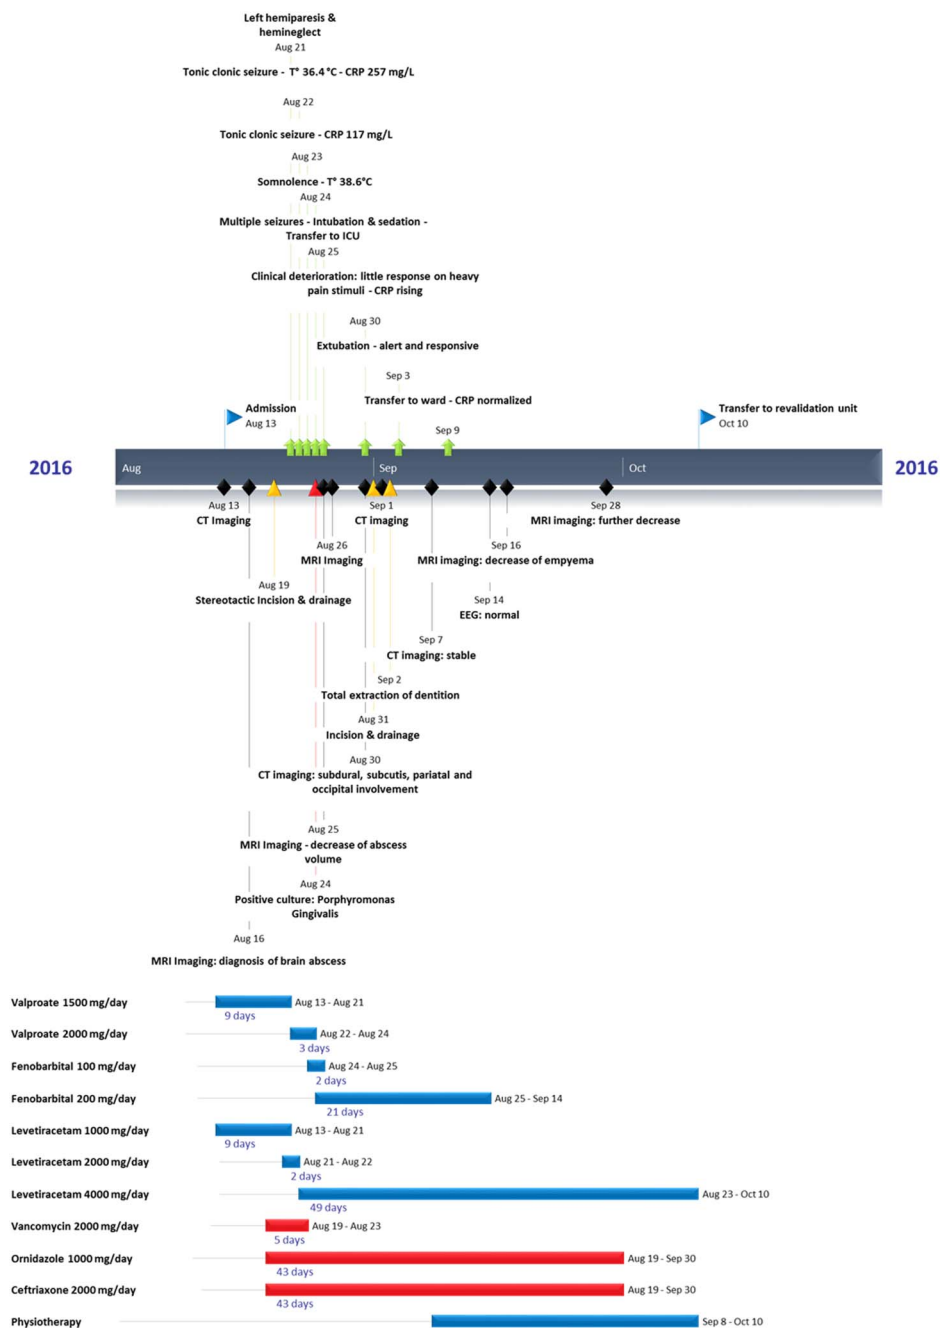 Left hemiparesis &
hemineglect
Aug 21
Tonic clonic seizure - T° 36.4 °C - CRP 257 mg/L
Aug 22
Tonic clonic seizure - CRP 117 mg/L
Aug 23
Somnolence - T° 38.6°C
Aug 24
Multiple seizures - Intubation & sedation -
Transfer to ICU
Aug 25
Clinical deterioration: little response on heavy
pain stimuli - CRP rising
Aug 30
Extubation - alert and responsive
Sep 3
Transfer to ward - CRP normalized
Admission
Aug 13
Sep 9
Transfer to revalidation unit
Oct 10
2016
Aug
Sep
Oct
2016
Aug 13
CT Imaging
Sep 1
CT imaging
Sep 28
MRI imaging: further decrease
Aug 26
MRI Imaging
Sep 16
MRI imaging: decrease of empyema
Aug 19
Stereotactic Incision & drainage
Sep 14
EEG: normal
Sep 7
CT imaging: stable
Sep 2
Total extraction of dentition
Aug 31
Incision & drainage
Aug 30
CT imaging: subdural, subcutis, pariatal and
occipital involvement
Aug 25
MRI Imaging - decrease of abscess
volume
Aug 24
Positive culture: Porphyromonas
Gingivalis
Aug 16
MRI Imaging: diagnosis of brain abscess
Valproate 1500 mg/day
Aug 13 - Aug 21
9 days
Valproate 2000 mg/day
Aug 22 - Aug 24
3 days
Fenobarbital 100 mg/day
Aug 24 - Aug 25
2 days
Fenobarbital 200 mg/day
Aug 25 - Sep 14
21 days
Levetiracetam 1000 mg/day
Aug 13 - Aug 21
9 days
Levetiracetam 2000 mg/day
Aug 21 - Aug 22
2 days
Levetiracetam 4000 mg/day
Aug 23 - Oct 10
49 days
Vancomycin 2000 mg/day
Aug 19 - Aug 23
5 days
Ornidazole 1000 mg/day
Aug 19 - Sep 30
43 days
Ceftriaxone 2000 mg/day
Aug 19 - Sep 30
43 days
Physiotherapy
Sep 8 - Oct 10